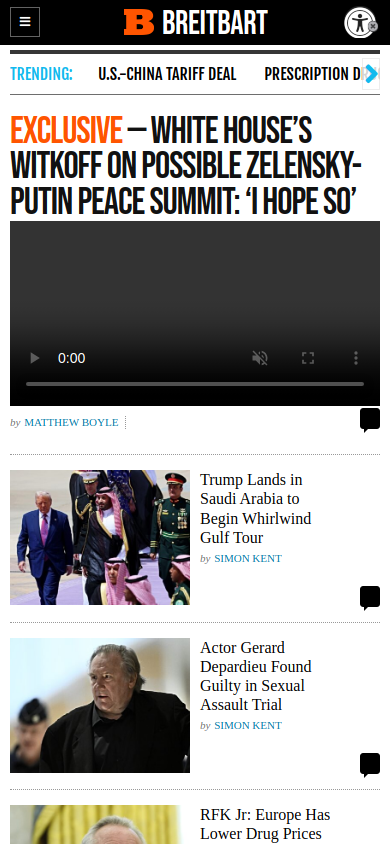 BREITBART
TRENDING:
U.S.–CHINA TARIFF DEAL
PRESCRIPTION
EXCLUSIVE — WHITE HOUSE’S
WITKOFF ON POSSIBLE ZELENSKY-
PUTIN PEACE SUMMIT: ‘I HOPE SO’
0:00
by MATTHEW BOYLE
Trump Lands in
Saudi Arabia to
Begin Whirlwind
Gulf Tour
by SIMON KENT
Actor Gerard
Depardieu Found
Guilty in Sexual
Assault Trial
by SIMON KENT
RFK Jr: Europe Has
Lower Drug Prices